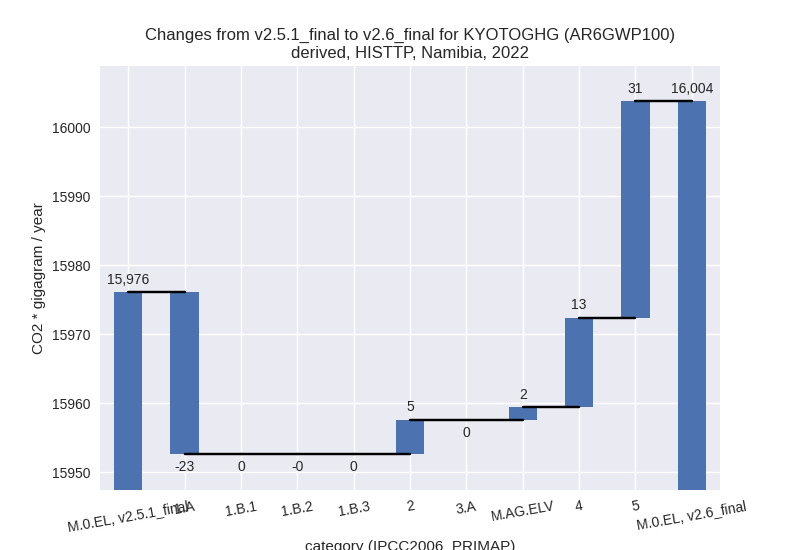 Changes from v2.5.1_final to v2.6_final for KYOTOGHG (AR6GWP100)
derived, HISTTP, Namibia, 2022
CO2 * gigagram / year
16000
15990
15980
15970
15960
15950
15,976
-23
0
-0
0
5
0
2
13
31
16,004
M.0.EL, v2.5.1_final
1.A
1.B.1
1.B.2
1.B.3
2
3.A
M.AG.ELV
4
5
M.0.EL, v2.6_final
category (IPCC2006_PRIMAP)